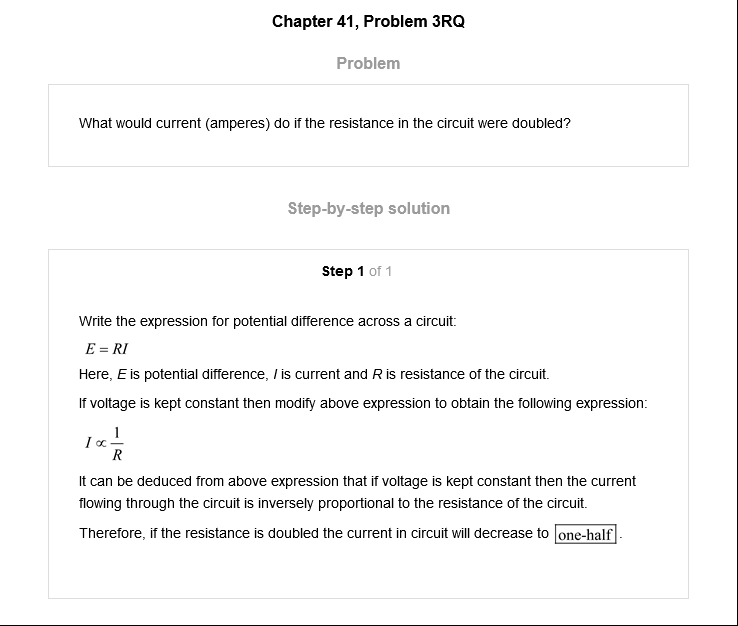 Chapter 41, Problem 3RQ
Problem
What would current (amperes) do if the resistance in the circuit were doubled?
Step-by-step solution
Step 1 of 1
Write the expression for potential difference across a circuit:
E = RI
Here, E is potential difference, I is current and R is resistance of the circuit.
If voltage is kept constant then modify above expression to obtain the following expression:
I ∝ 1/R
It can be deduced from above expression that if voltage is kept constant then the current
flowing through the circuit is inversely proportional to the resistance of the circuit.
Therefore, if the resistance is doubled the current in circuit will decrease to one-half.